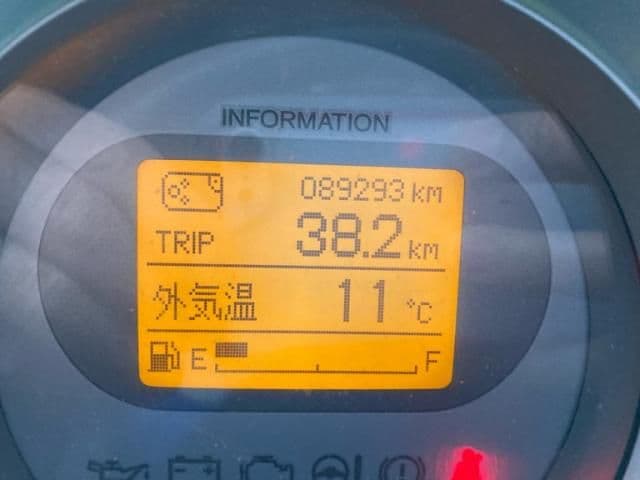 INFORMATION
089293 km
TRIP 38.2 km
外気温 11 °C
E F